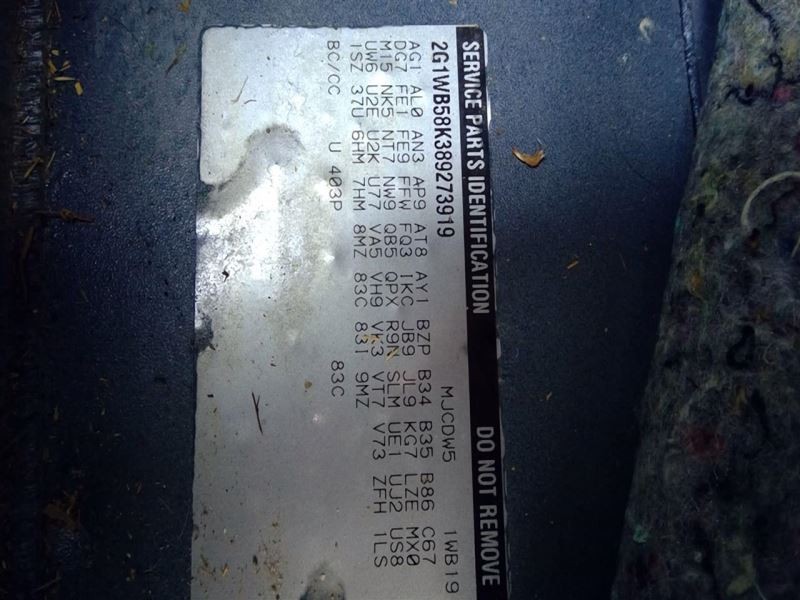 SERVICE PARTS IDENTIFICATION DO NOT REMOVE
2G1WB58K389273919 MJCDW5 1WB19
AG1 AL0 AN3 AP9 AT8 AY1 BZP B34 B35 B86 C67
DG7 FE1 FE9 FFW FQ3 IKC JB9 JL9 KG7 LZE MX0
M15 NK5 NT7 NW9 QB5 QPX R9N SLM UE1 UJ2 US8
UW6 U2E U2K U77 VA5 VH9 VK3 VT7 V73 ZFH 1LS
1SZ 37U 6HM 7HM 8MZ 83C 83I 9MZ
BC/CC U 403P 83C